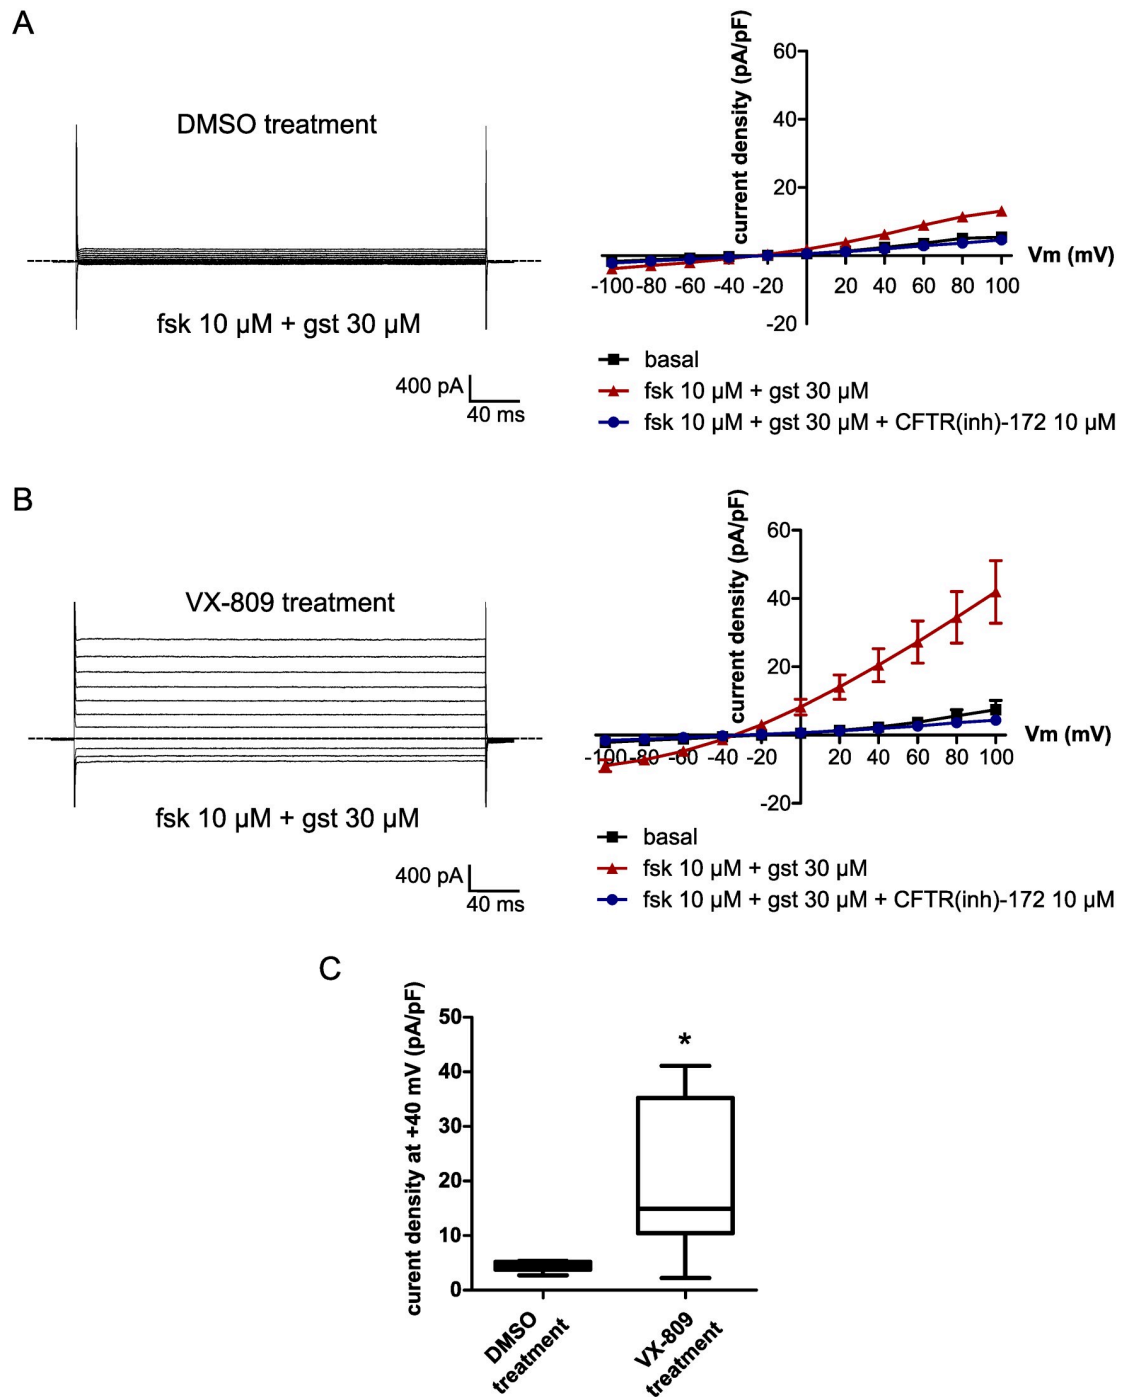 A
DMSO treatment
fsk 10 µM + gst 30 µM
400 pA
40 ms
current density (pA/pF)
60
40
20
-20
-100 -80 -60 -40 -20 20 40 60 80 100
Vm (mV)
basal
fsk 10 µM + gst 30 µM
fsk 10 µM + gst 30 µM + CFTR(inh)-172 10 µM
B
VX-809 treatment
fsk 10 µM + gst 30 µM
400 pA
40 ms
current density (pA/pF)
60
40
20
-20
-100 -80 -60 -40 -20 20 40 60 80 100
Vm (mV)
basal
fsk 10 µM + gst 30 µM
fsk 10 µM + gst 30 µM + CFTR(inh)-172 10 µM
C
curent density at +40 mV (pA/pF)
50
40
30
20
10
0
*
DMSO
treatment
VX-809
treatment